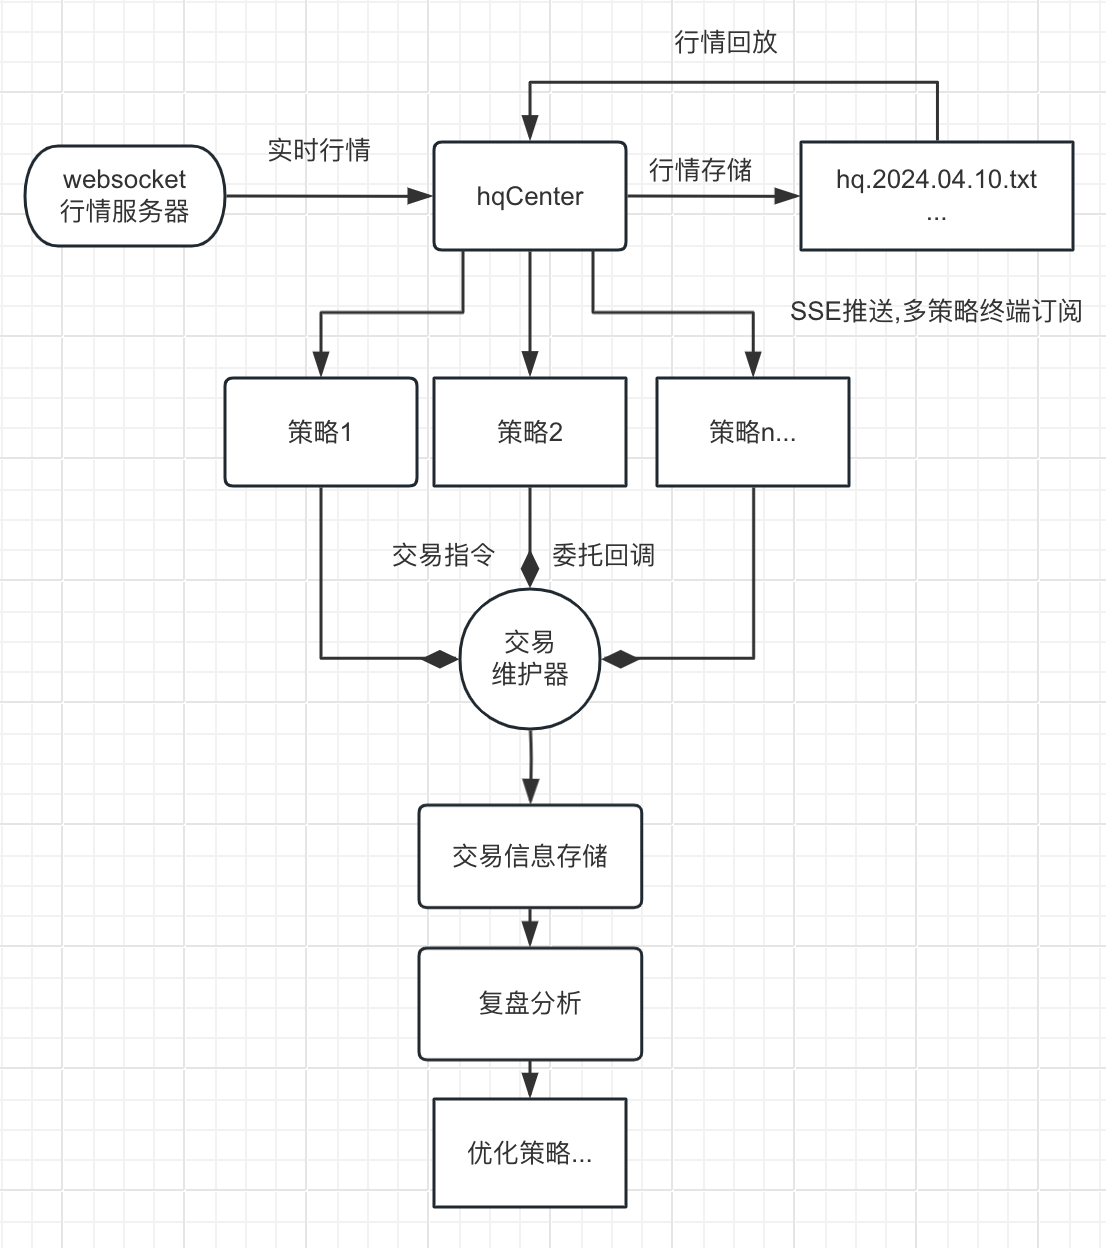 行情回放
实时行情
websocket
行情服务器
hqCenter
行情存储
hq.2024.04.10.txt
...
SSE推送,多策略终端订阅
策略1
策略2
策略n...
交易指令
委托回调
交易
维护器
交易信息存储
复盘分析
优化策略...